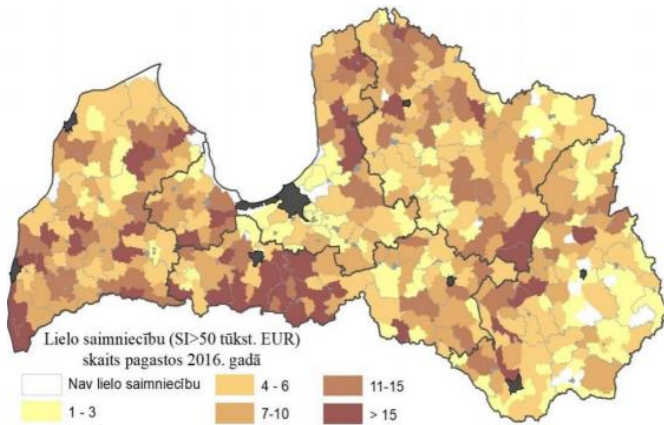 Lielo saimniecību (SI>50 tūkst. EUR)
skaits pagastos 2016. gadā
Nav lielo saimniecību
1 - 3
4 - 6
7-10
11-15
> 15